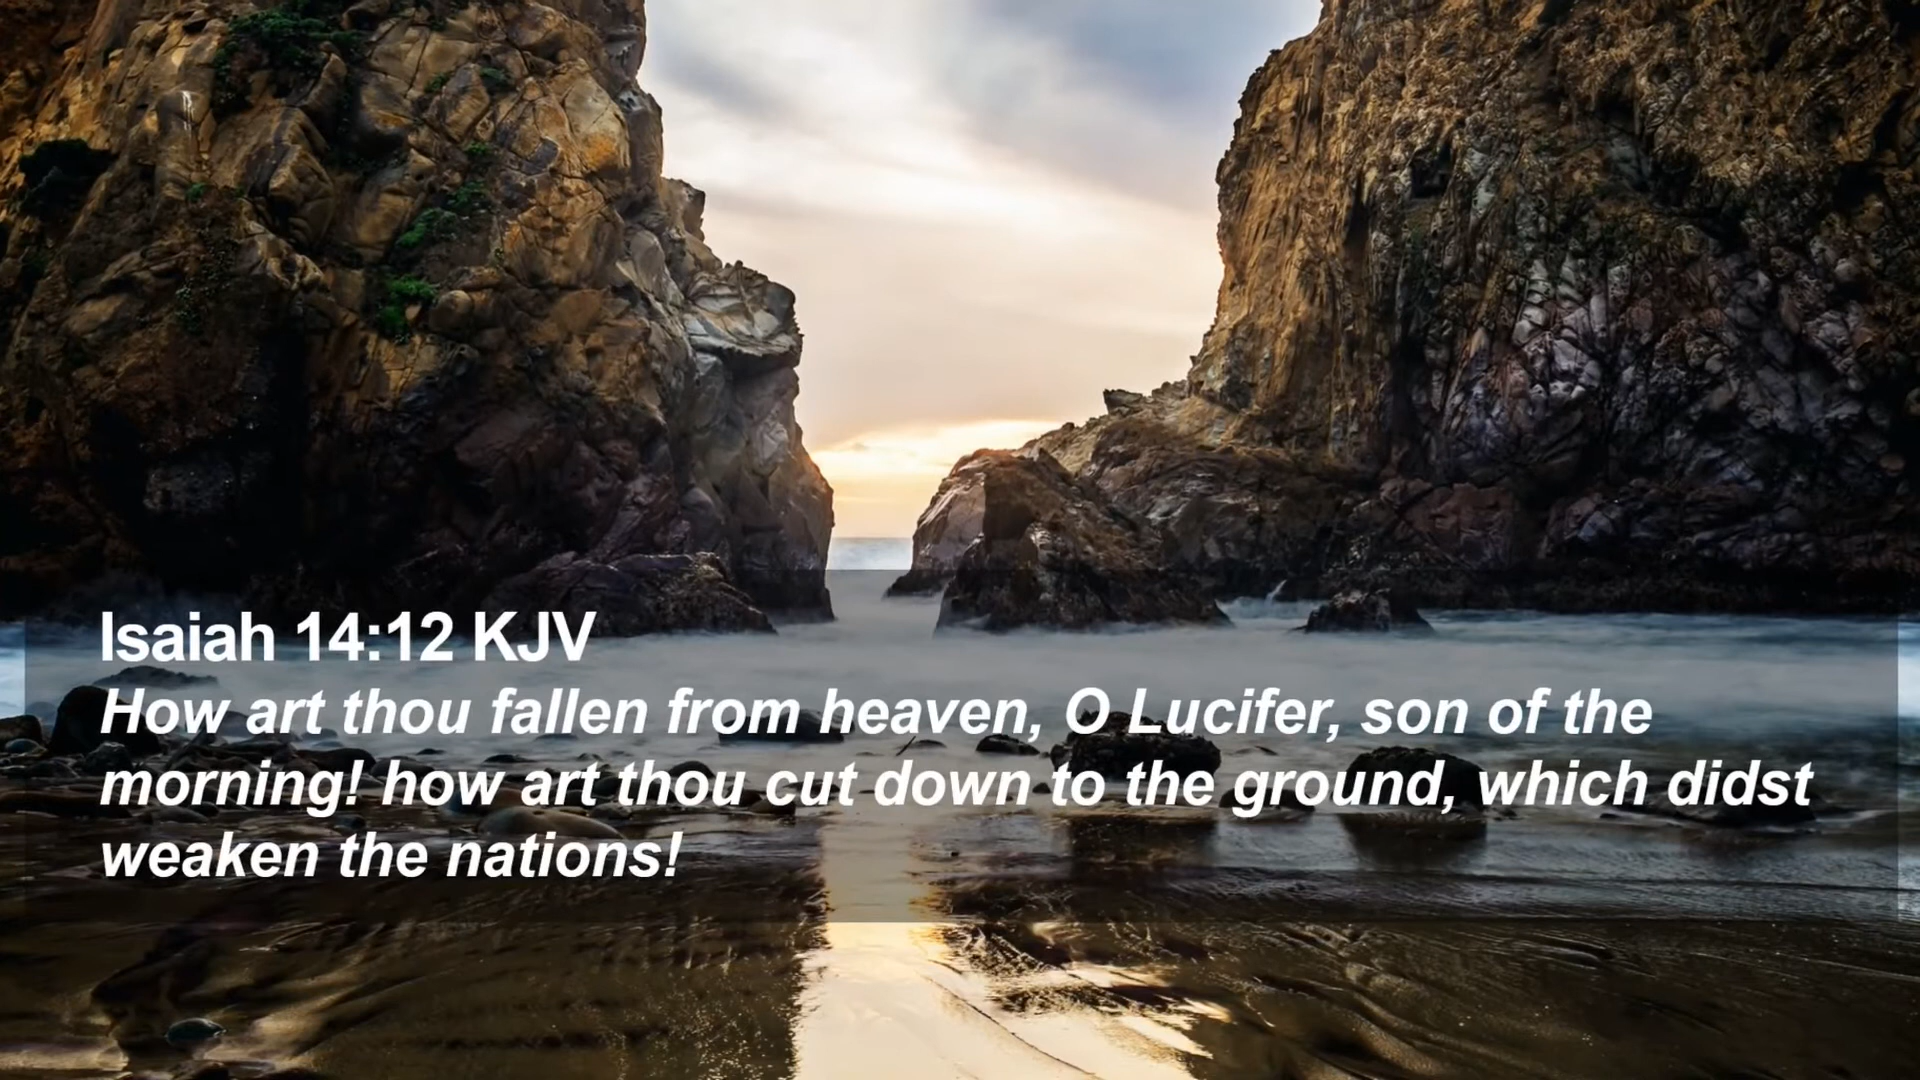 Isaiah 14:12 KJV
How art thou fallen from heaven, O Lucifer, son of the
morning! how art thou cut down to the ground, which didst
weaken the nations!